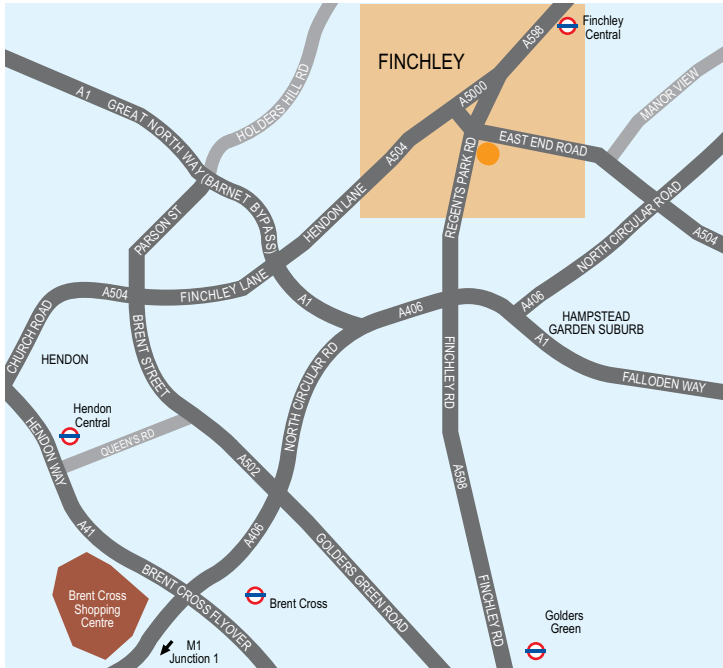 Finchley
Central
FINCHLEY
A598
A5000
A1
GREAT NORTH WAY (BARNET BYPASS)
HOLDERS HILL RD
MANOR VIEW
EAST END ROAD
A504
HENDON LANE
REGENTS PARK RD
PARSON ST
NORTH CIRCULAR ROAD
A504
A504
FINCHLEY LANE
A1
A406
A406
HAMPSTEAD
GARDEN SUBURB
A1
CHURCH ROAD
BRENT STREET
HENDON
NORTH CIRCULAR RD
FINCHLEY RD
FALLODEN WAY
Hendon
Central
HENDON WAY
QUEEN'S RD
A502
A598
A41
A406
GOLDERS GREEN ROAD
BRENT CROSS FLYOVER
Brent Cross
Shopping
Centre
Brent Cross
FINCHLEY RD
Golders
Green
M1
Junction 1